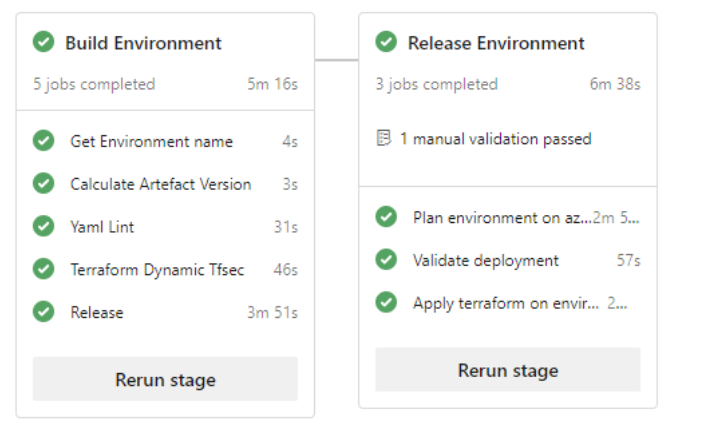 Build Environment
5 jobs completed 5m 16s
Get Environment name 4s
Calculate Artefact Version 3s
Yaml Lint 31s
Terraform Dynamic Tfsec 46s
Release 3m 51s
Rerun stage
Release Environment
3 jobs completed 6m 38s
1 manual validation passed
Plan environment on az...2m 5...
Validate deployment 57s
Apply terraform on envir... 2...
Rerun stage